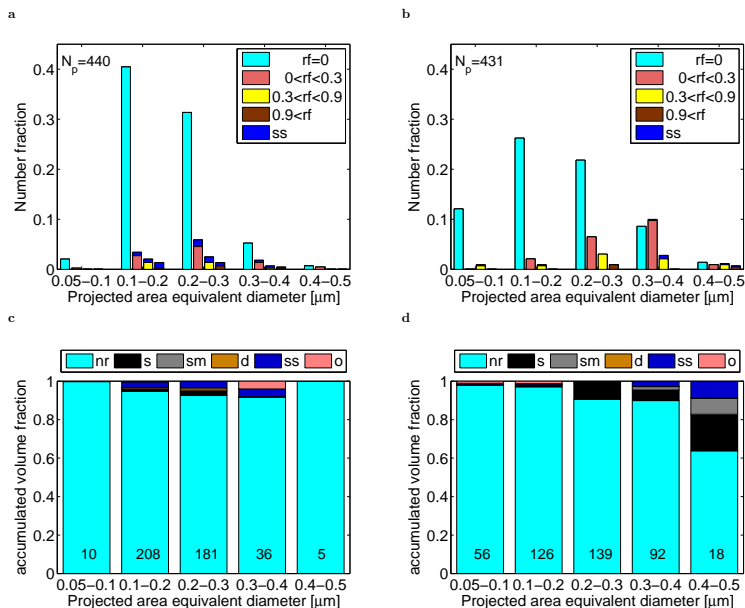 a
N_p=440
rf=0
0<rf<0.3
0.3<rf<0.9
0.9<rf
ss
0.4
0.3
0.2
0.1
0
Number fraction
0.05−0.1 0.1−0.2 0.2−0.3 0.3−0.4 0.4−0.5
Projected area equivalent diameter [µm]
b
N_p=431
rf=0
0<rf<0.3
0.3<rf<0.9
0.9<rf
ss
0.4
0.3
0.2
0.1
0
Number fraction
0.05−0.1 0.1−0.2 0.2−0.3 0.3−0.4 0.4−0.5
Projected area equivalent diameter [µm]
c
nr s sm d ss o
1
0.8
0.6
0.4
0.2
0
accumulated volume fraction
10 208 181 36 5
0.05−0.1 0.1−0.2 0.2−0.3 0.3−0.4 0.4−0.5
Projected area equivalent diameter [µm]
d
nr s sm d ss o
1
0.8
0.6
0.4
0.2
0
accumulated volume fraction
56 126 139 92 18
0.05−0.1 0.1−0.2 0.2−0.3 0.3−0.4 0.4−0.5
Projected area equivalent diameter [µm]